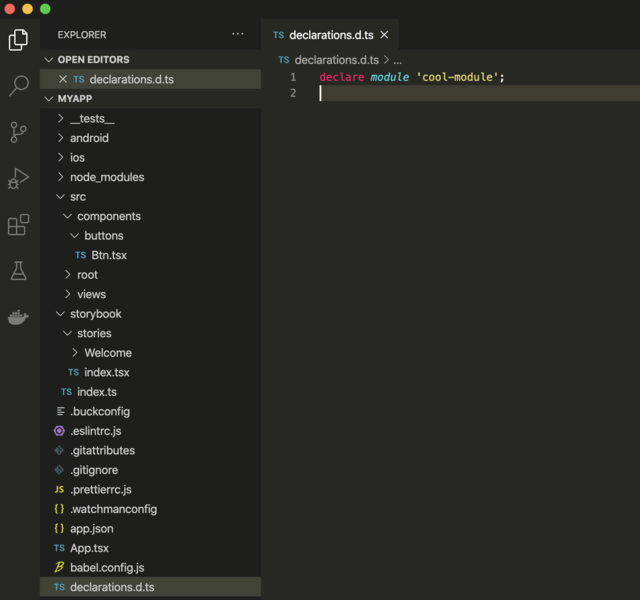 EXPLORER
···
OPEN EDITORS
TS declarations.d.ts
MYAPP
__tests__
android
ios
node_modules
src
components
buttons
TS Btn.tsx
root
views
storybook
stories
Welcome
TS index.tsx
TS index.ts
.buckconfig
.eslintrc.js
.gitattributes
.gitignore
JS .prettierrc.js
{ } .watchmanconfig
{ } app.json
TS App.tsx
babel.config.js
TS declarations.d.ts
TS declarations.d.ts
TS declarations.d.ts > ...
1 declare module 'cool-module';
2